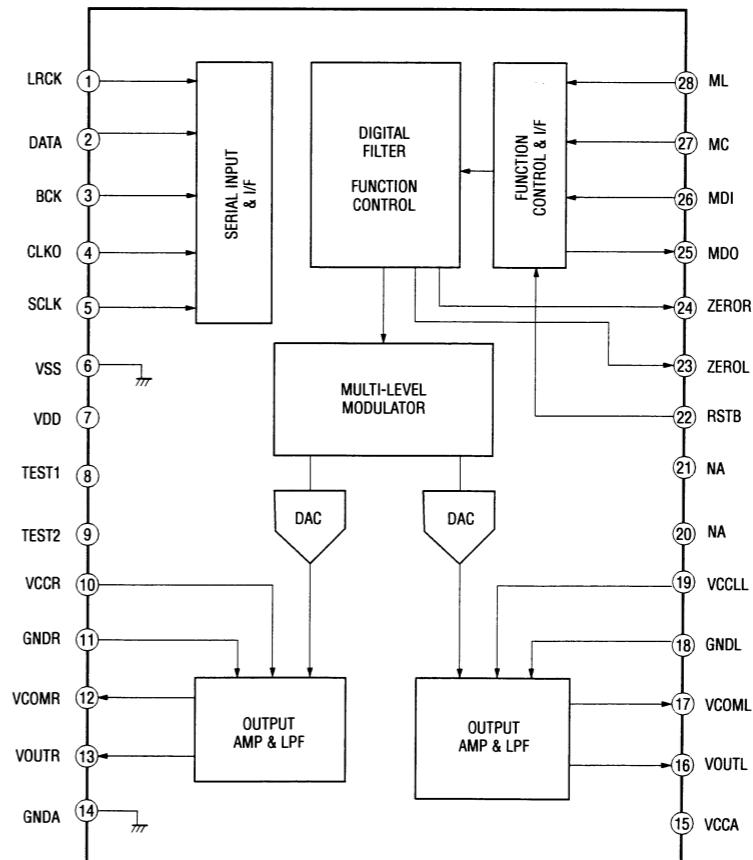 LRCK
1
DATA
2
BCK
3
CLKO
4
SCLK
5
VSS
6
VDD
7
TEST1
8
TEST2
9
VCCR
10
GNDR
11
VCOMR
12
VOUTR
13
GNDA
14
SERIAL INPUT
& I/F
DIGITAL
FILTER
FUNCTION
CONTROL
FUNCTION
CONTROL & I/F
MULTI-LEVEL
MODULATOR
DAC
DAC
OUTPUT
AMP & LPF
OUTPUT
AMP & LPF
28
ML
27
MC
26
MDI
25
MDO
24
ZEROR
23
ZEROL
22
RSTB
21
NA
20
NA
19
VCCLL
18
GNDL
17
VCOML
16
VOUTL
15
VCCA